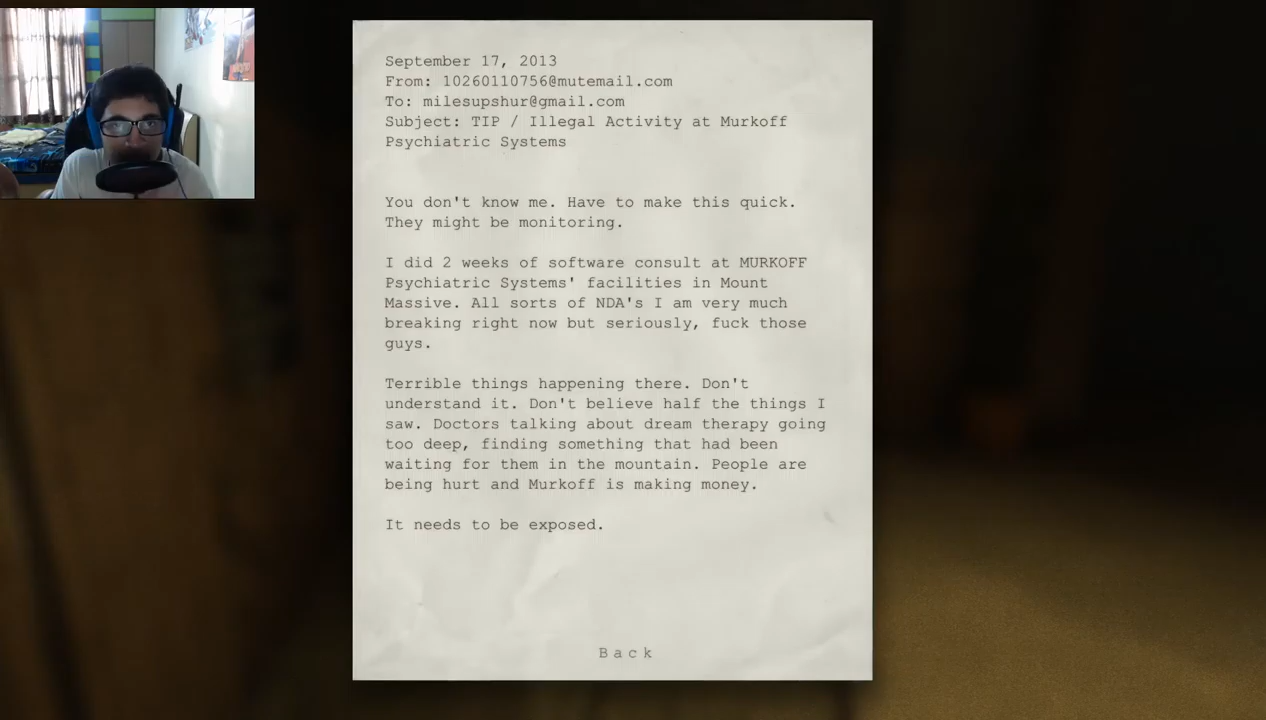 September 17, 2013
From: 10260110756@mutemail.com
To: milesupshur@gmail.com
Subject: TIP / Illegal Activity at Murkoff
Psychiatric Systems
You don't know me. Have to make this quick.
They might be monitoring.
I did 2 weeks of software consult at MURKOFF
Psychiatric Systems' facilities in Mount
Massive. All sorts of NDA's I am very much
breaking right now but seriously, fuck those
guys.
Terrible things happening there. Don't
understand it. Don't believe half the things I
saw. Doctors talking about dream therapy going
too deep, finding something that had been
waiting for them in the mountain. People are
being hurt and Murkoff is making money.
It needs to be exposed.
Back